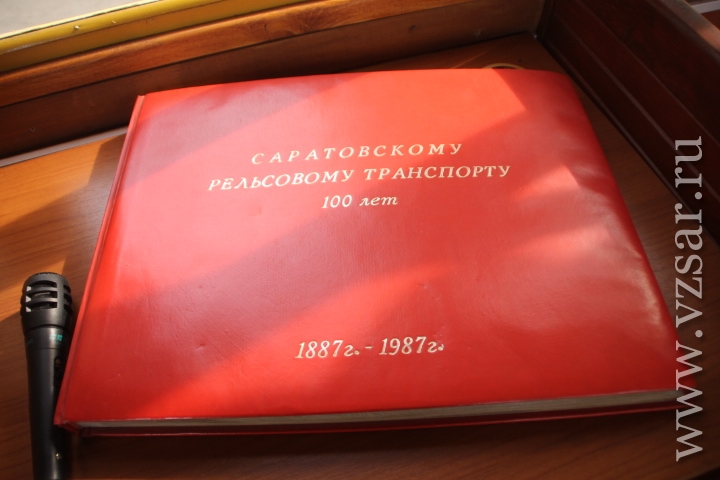 САРАТОВСКОМУ
РЕЛЬСОВОМУ ТРАНСПОРТУ
100 лет
1887г. - 1987г.
www.vzsar.ru